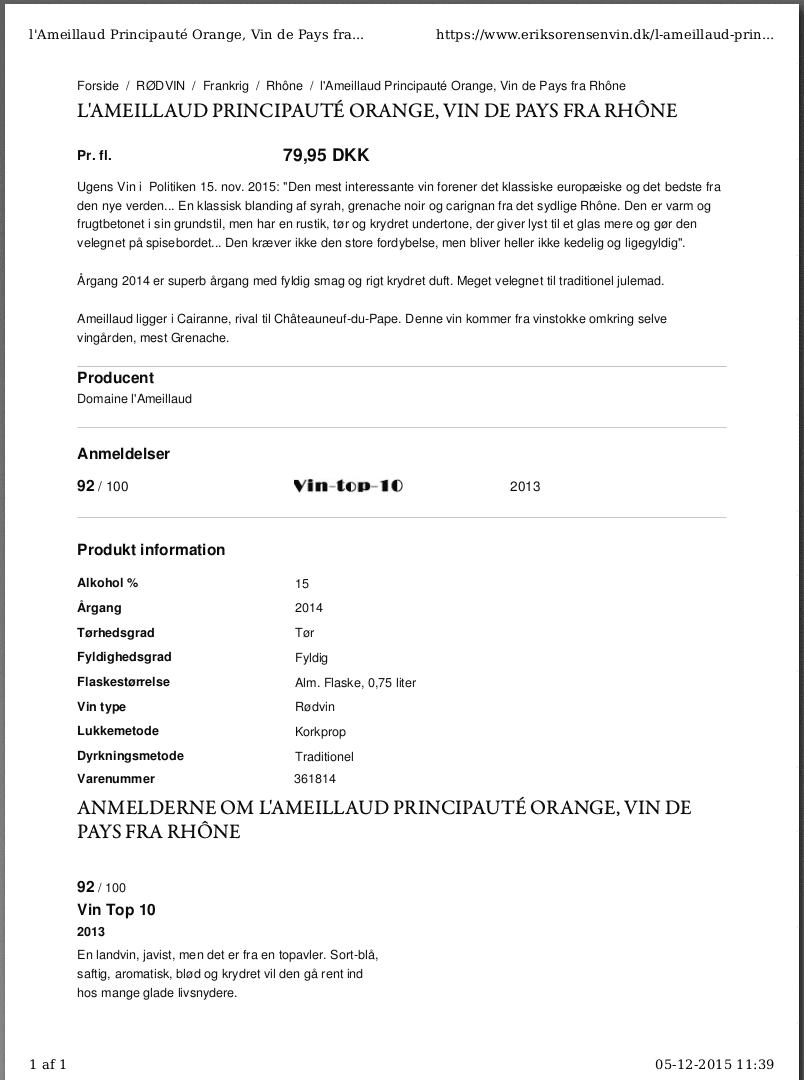 l'Ameillaud Principauté Orange, Vin de Pays fra... https://www.eriksorensenvin.dk/l-ameillaud-prin...
Forside / RØDVIN / Frankrig / Rhône / l'Ameillaud Principauté Orange, Vin de Pays fra Rhône
L'AMEILLAUD PRINCIPAUTÉ ORANGE, VIN DE PAYS FRA RHÔNE
Pr. fl. 79,95 DKK
Ugens Vin i Politiken 15. nov. 2015: "Den mest interessante vin forener det klassiske europæiske og det bedste fra
den nye verden... En klassisk blanding af syrah, grenache noir og carignan fra det sydlige Rhône. Den er varm og
frugtbetonet i sin grundstil, men har en rustik, tør og krydret undertone, der giver lyst til et glas mere og gør den
velegnet på spisebordet... Den kræver ikke den store fordybelse, men bliver heller ikke kedelig og ligegyldig".
Årgang 2014 er superb årgang med fyldig smag og rigt krydret duft. Meget velegnet til traditionel julemad.
Ameillaud ligger i Cairanne, rival til Châteauneuf-du-Pape. Denne vin kommer fra vinstokke omkring selve
vingården, mest Grenache.
Producent
Domaine l'Ameillaud
Anmeldelser
92 / 100 Vin-top-10 2013
Produkt information
Alkohol % 15
Årgang 2014
Tørhedsgrad Tør
Fyldighedsgrad Fyldig
Flaskestørrelse Alm. Flaske, 0,75 liter
Vin type Rødvin
Lukkemetode Korkprop
Dyrkningsmetode Traditionel
Varenummer 361814
ANMELDERNE OM L'AMEILLAUD PRINCIPAUTÉ ORANGE, VIN DE
PAYS FRA RHÔNE
92 / 100
Vin Top 10
2013
En landvin, javist, men det er fra en topavler. Sort-blå,
saftig, aromatisk, blød og krydret vil den gå rent ind
hos mange glade livsnydere.
1 af 1 05-12-2015 11:39